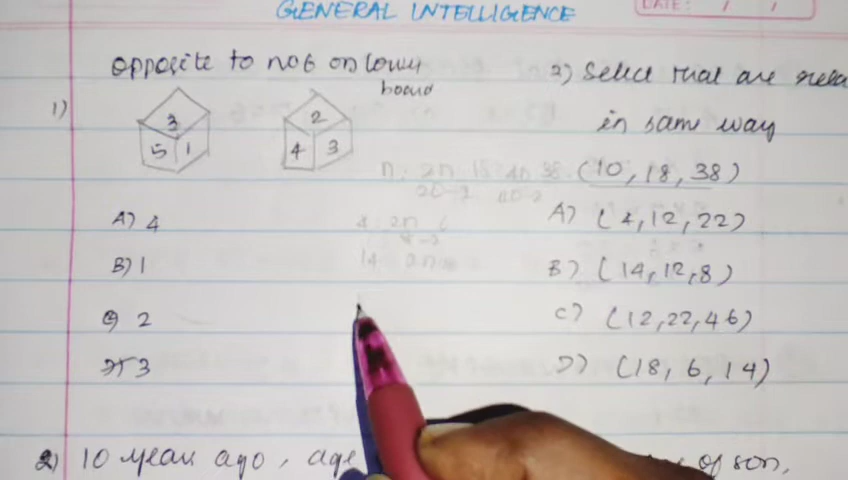 GENERAL INTELLIGENCE
DATE: / /
opposite to no 6 on lower
board
1)
3
5 1
2
4 3
A) 4
B) 1
C) 2
D) 3
2) Select that are
in same way
(10, 18, 38)
A) (4, 12, 22)
B) (14, 12, 8)
C) (12, 22, 46)
D) (18, 6, 14)
2) 10 years ago, age of son,